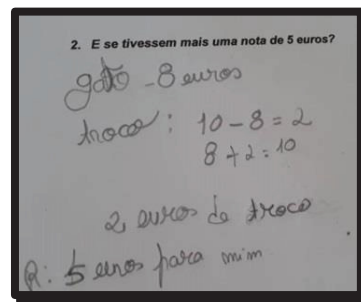 2. E se tivessem mais uma nota de 5 euros?
gato - 8 euros
troco: 10 - 8 = 2
8 + 2 = 10
2 euros de troco
R: 5 euros para mim